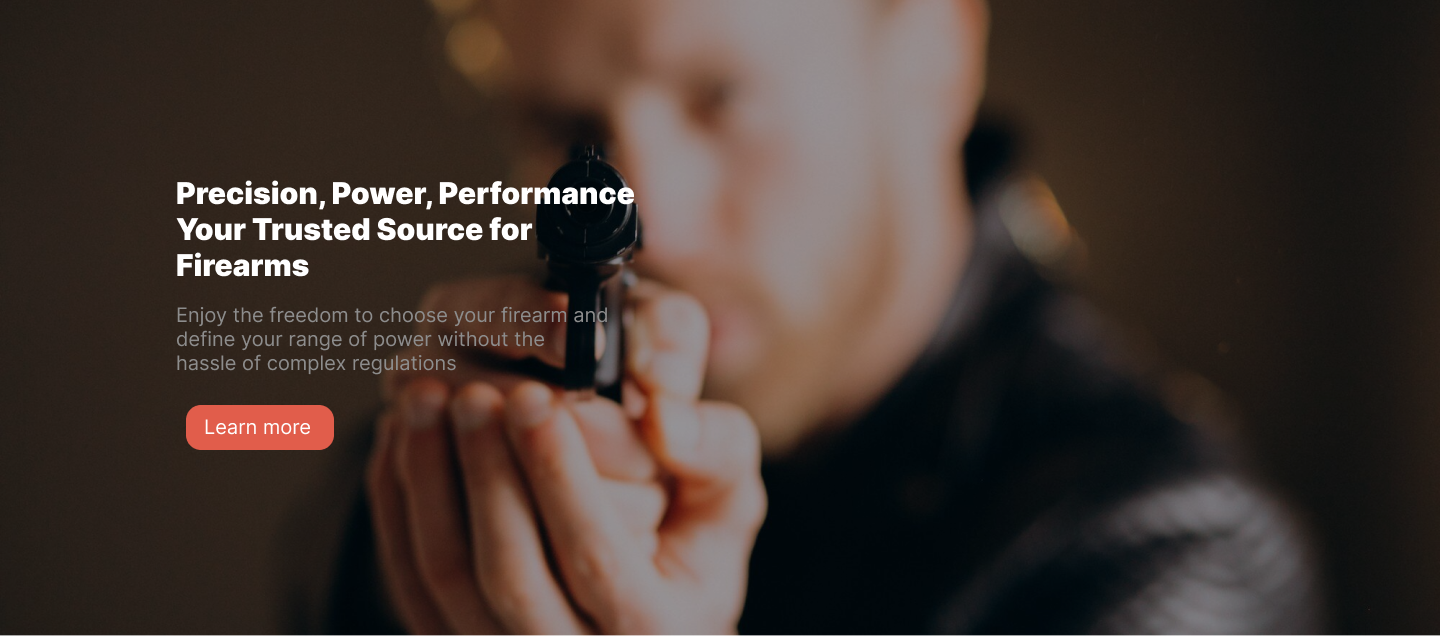 Precision, Power, Performance
Your Trusted Source for
Firearms
Enjoy the freedom to choose your firearm and
define your range of power without the
hassle of complex regulations
Learn more